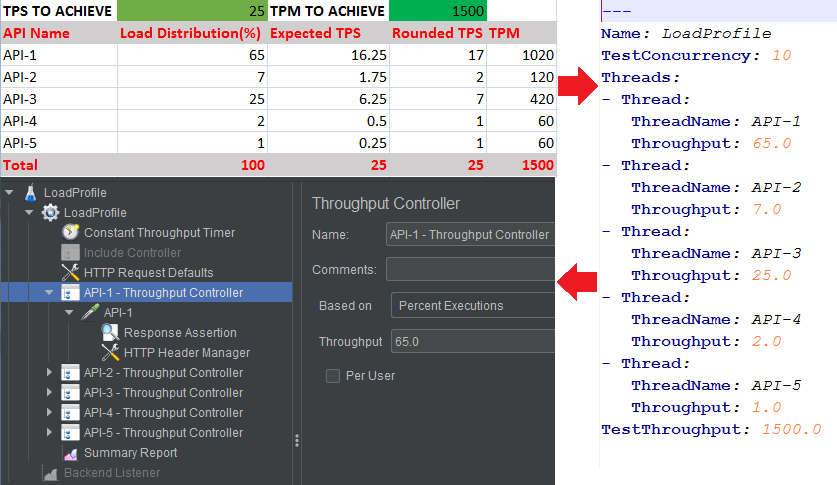 TPS TO ACHIEVE 25 TPM TO ACHIEVE 1500
API Name Load Distribution(%) Expected TPS Rounded TPS TPM
API-1 65 16.25 17 1020
API-2 7 1.75 2 120
API-3 25 6.25 7 420
API-4 2 0.5 1 60
API-5 1 0.25 1 60
Total 100 25 25 1500
LoadProfile
LoadProfile
Constant Throughput Timer
Include Controller
HTTP Request Defaults
API-1 - Throughput Controller
API-1
Response Assertion
HTTP Header Manager
API-2 - Throughput Controller
API-3 - Throughput Controller
API-4 - Throughput Controller
API-5 - Throughput Controller
Summary Report
Backend Listener
Throughput Controller
Name: API-1 - Throughput Controller
Comments:
Based on Percent Executions
Throughput 65.0
Per User
---
Name: LoadProfile
TestConcurrency: 10
Threads:
- Thread:
ThreadName: API-1
Throughput: 65.0
- Thread:
ThreadName: API-2
Throughput: 7.0
- Thread:
ThreadName: API-3
Throughput: 25.0
- Thread:
ThreadName: API-4
Throughput: 2.0
- Thread:
ThreadName: API-5
Throughput: 1.0
TestThroughput: 1500.0